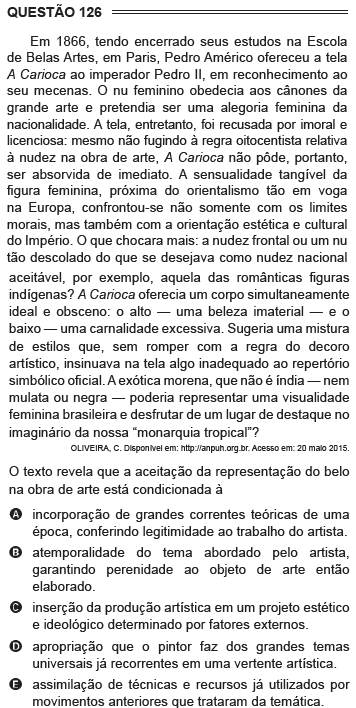 QUESTÃO 126
Em 1866, tendo encerrado seus estudos na Escola
de Belas Artes, em Paris, Pedro Américo ofereceu a tela
A Carioca ao imperador Pedro II, em reconhecimento ao
seu mecenas. O nu feminino obedecia aos cânones da
grande arte e pretendia ser uma alegoria feminina da
nacionalidade. A tela, entretanto, foi recusada por imoral e
licenciosa: mesmo não fugindo à regra oitocentista relativa
à nudez na obra de arte, A Carioca não pôde, portanto,
ser absorvida de imediato. A sensualidade tangível da
figura feminina, próxima do orientalismo tão em voga
na Europa, confrontou-se não somente com os limites
morais, mas também com a orientação estética e cultural
do Império. O que chocara mais: a nudez frontal ou um nu
tão descolado do que se desejava como nudez nacional
aceitável, por exemplo, aquela das românticas figuras
indígenas? A Carioca oferecia um corpo simultaneamente
ideal e obsceno: o alto — uma beleza imaterial — e o
baixo — uma carnalidade excessiva. Sugeria uma mistura
de estilos que, sem romper com a regra do decoro
artístico, insinuava na tela algo inadequado ao repertório
simbólico oficial. A exótica morena, que não é índia — nem
mulata ou negra — poderia representar uma visualidade
feminina brasileira e desfrutar de um lugar de destaque no
imaginário da nossa “monarquia tropical”?
OLIVEIRA, C. Disponível em: http://anpuh.org.br. Acesso em: 20 maio 2015.
O texto revela que a aceitação da representação do belo
na obra de arte está condicionada à
A incorporação de grandes correntes teóricas de uma
época, conferindo legitimidade ao trabalho do artista.
B atemporalidade do tema abordado pelo artista,
garantindo perenidade ao objeto de arte então
elaborado.
C inserção da produção artística em um projeto estético
e ideológico determinado por fatores externos.
D apropriação que o pintor faz dos grandes temas
universais já recorrentes em uma vertente artística.
E assimilação de técnicas e recursos já utilizados por
movimentos anteriores que trataram da temática.